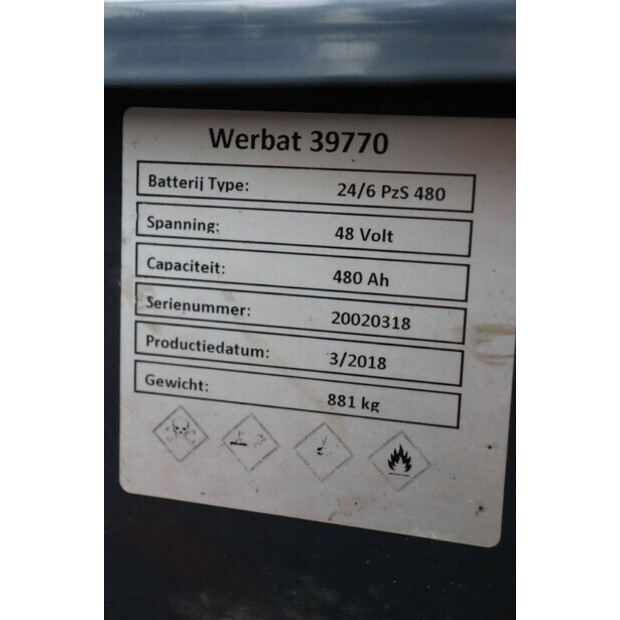 Werbat 39770
Batterij Type: 24/6 PzS 480
Spanning: 48 Volt
Capaciteit: 480 Ah
Serienummer: 20020318
Productiedatum: 3/2018
Gewicht: 881 kg